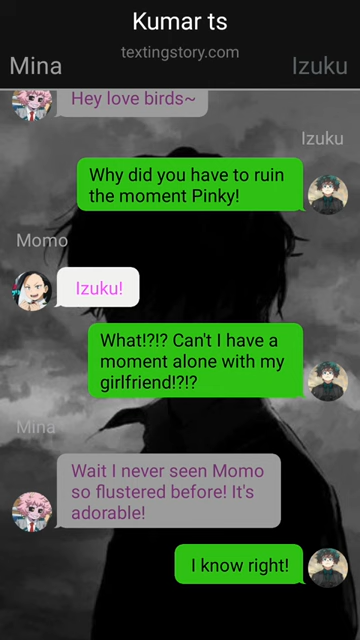 Kumar ts
textingstory.com
Mina
Izuku
Hey love birds~
Izuku
Why did you have to ruin
the moment Pinky!
Momo
Izuku!
What!?!? Can't I have a
moment alone with my
girlfriend!?!?
Mina
Wait I never seen Momo
so flustered before! It's
adorable!
I know right!